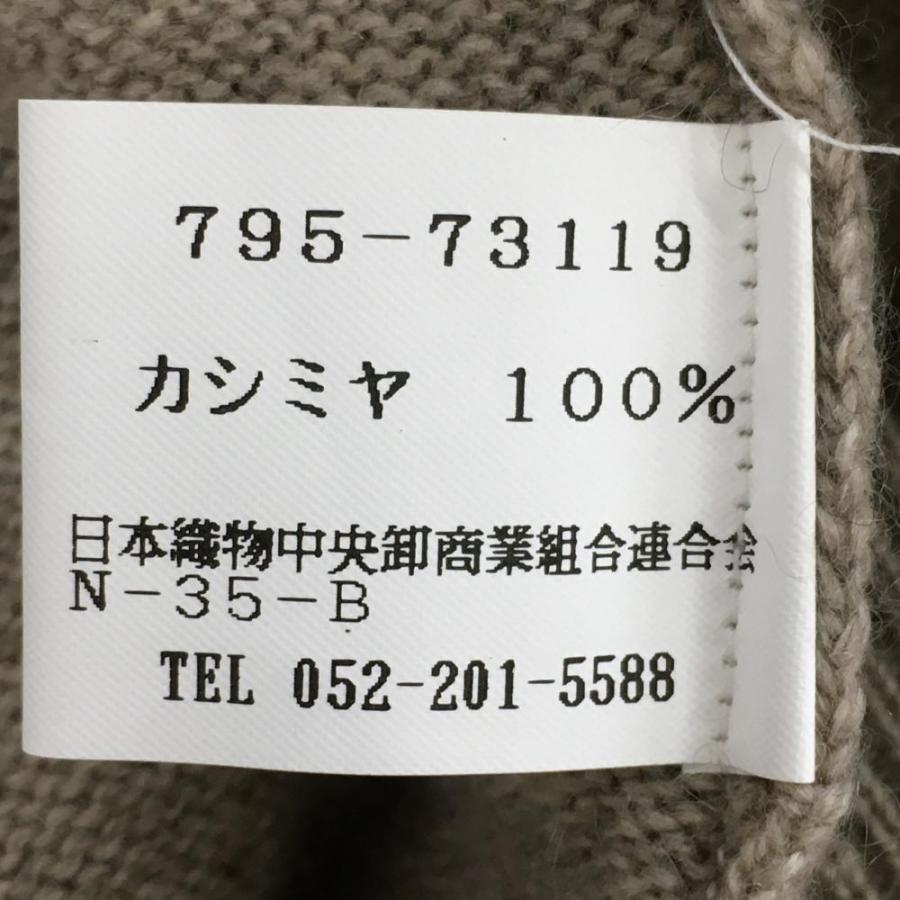 795-73119
カシミヤ 100%
日本織物中央卸商業組合連合会
N-35-B
TEL 052-201-5588